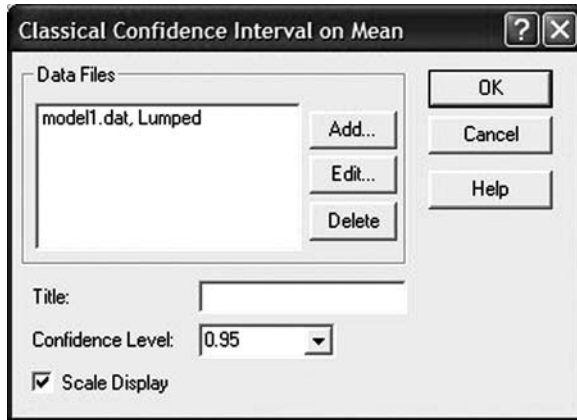 Classical Confidence Interval on Mean
Data Files
model1.dat, Lumped
Add...
Edit...
Delete
OK
Cancel
Help
Title:
Confidence Level: 0.95
Scale Display